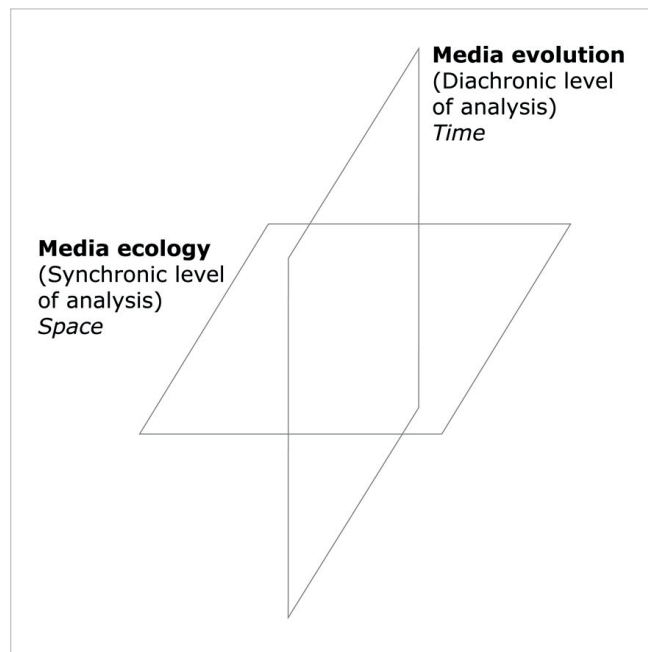 Media evolution
(Diachronic level
of analysis)
Time
Media ecology
(Synchronic level
of analysis)
Space